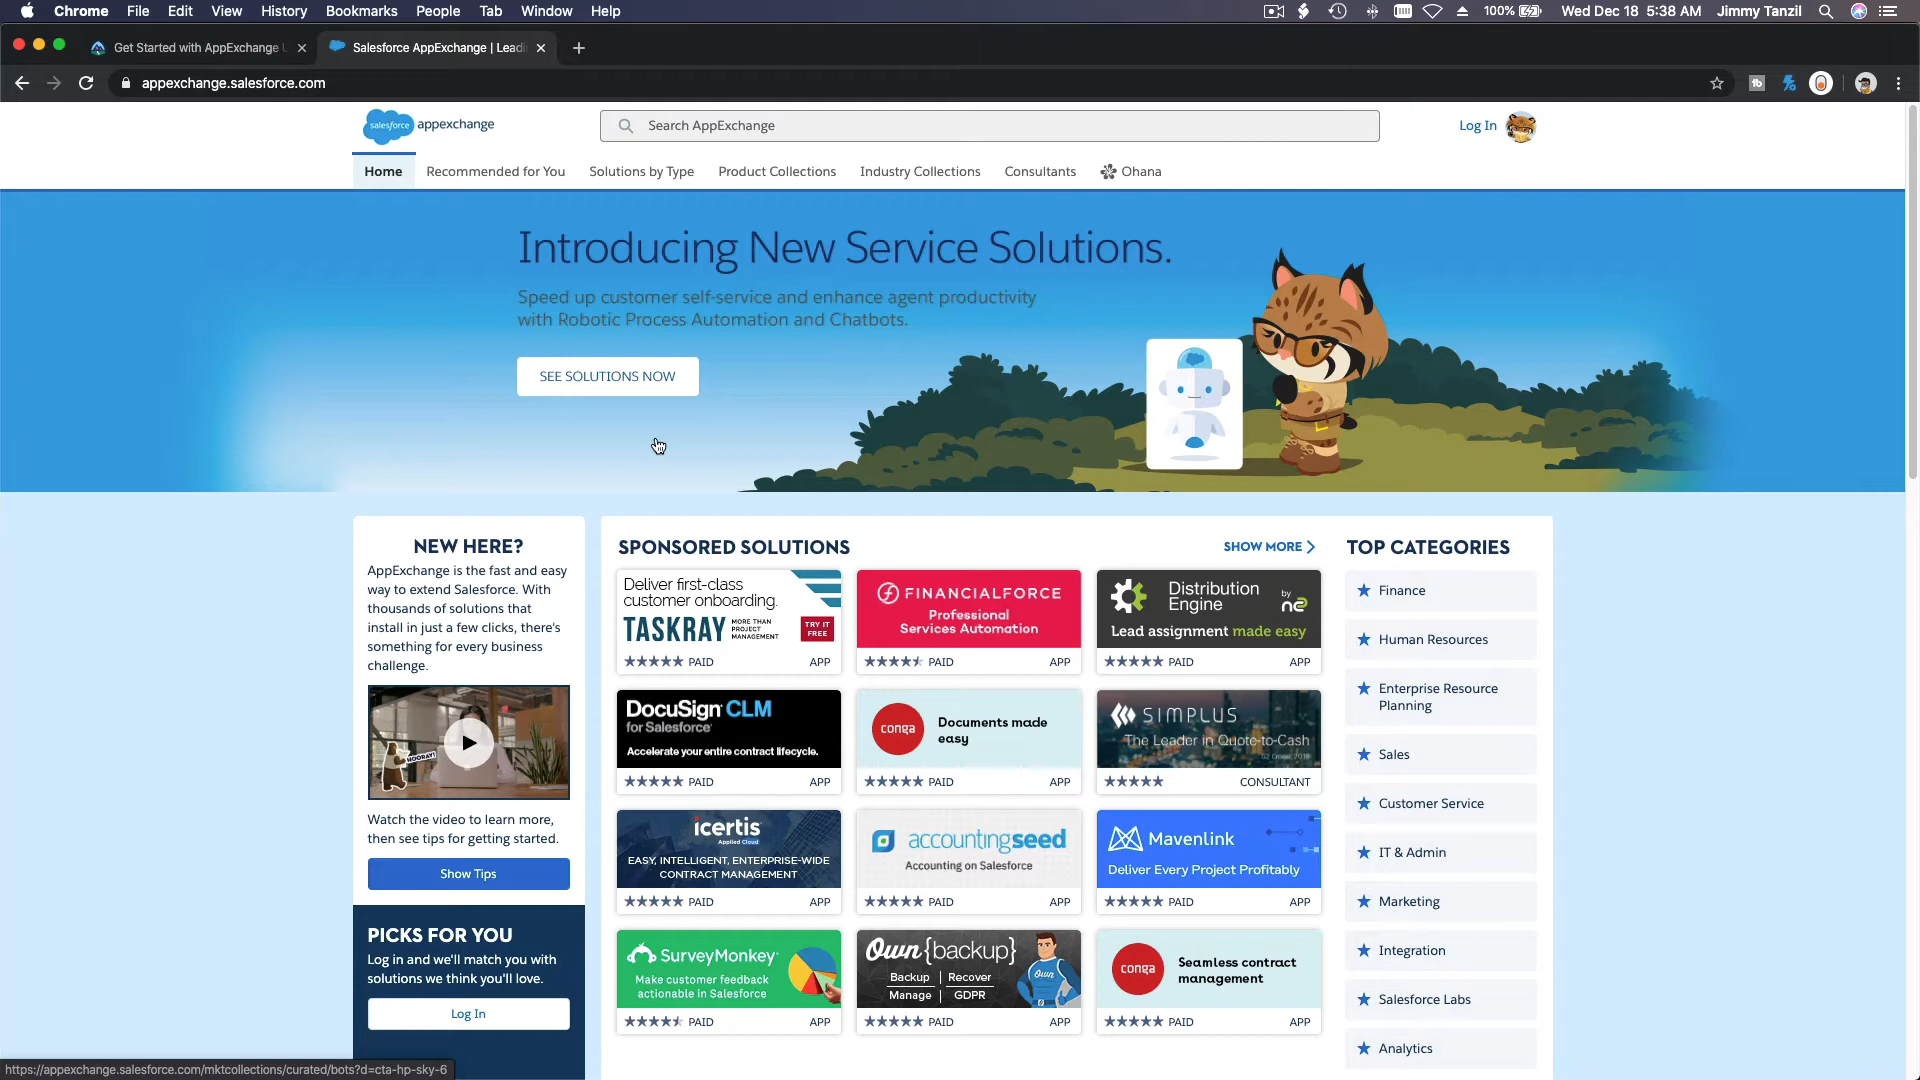 Chrome File Edit View History Bookmarks People Tab Window Help 100% Wed Dec 18 5:38 AM Jimmy Tanzil
Get Started with AppExchange
Salesforce AppExchange | Leadi
appexchange.salesforce.com
salesforce appexchange
Search AppExchange
Log In
Home Recommended for You Solutions by Type Product Collections Industry Collections Consultants Ohana
Introducing New Service Solutions.
Speed up customer self-service and enhance agent productivity
with Robotic Process Automation and Chatbots.
SEE SOLUTIONS NOW
NEW HERE?
AppExchange is the fast and easy
way to extend Salesforce. With
thousands of solutions that
install in just a few clicks, there's
something for every business
challenge.
HOORAY!
Watch the video to learn more,
then see tips for getting started.
Show Tips
PICKS FOR YOU
Log in and we'll match you with
solutions we think you'll love.
Log In
SPONSORED SOLUTIONS
SHOW MORE
Deliver first-class
customer onboarding.
TASKRAY
MORE THAN
PROJECT
MANAGEMENT
TRY IT
FREE
PAID APP
FINANCIALFORCE
Professional
Services Automation
PAID APP
Distribution
Engine
by
n2
Lead assignment made easy
PAID APP
DocuSign CLM
for Salesforce
Accelerate your entire contract lifecycle.
PAID APP
conga
Documents made
easy
PAID APP
SIMPLUS
The Leader in Quote-to-Cash
CONSULTANT
icertis
Applied Cloud
EASY, INTELLIGENT, ENTERPRISE-WIDE
CONTRACT MANAGEMENT
PAID APP
accountingseed
Accounting on Salesforce
PAID APP
Mavenlink
Deliver Every Project Profitably
PAID APP
SurveyMonkey
Make customer feedback
actionable in Salesforce
PAID APP
Own{backup}
Backup | Recover
Manage | GDPR
Own
PAID APP
conga
Seamless contract
management
PAID APP
TOP CATEGORIES
Finance
Human Resources
Enterprise Resource
Planning
Sales
Customer Service
IT & Admin
Marketing
Integration
Salesforce Labs
Analytics
https://appexchange.salesforce.com/mktcollections/curated/bots?d=cta-hp-sky-6